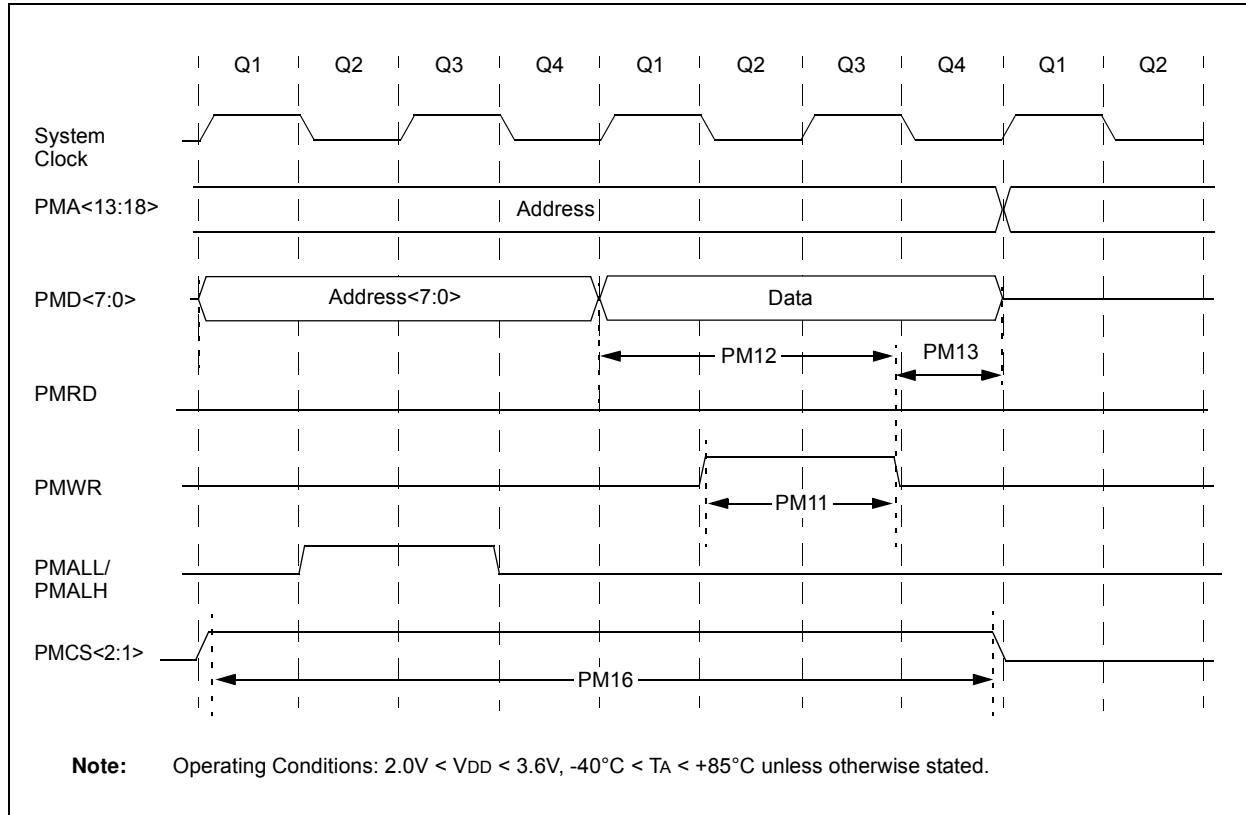 Q1 Q2 Q3 Q4 Q1 Q2 Q3 Q4 Q1 Q2
System
Clock
PMA<13:18>
Address
PMD<7:0>
Address<7:0>
Data
PM12
PM13
PMRD
PMWR
PM11
PMALL/
PMALH
PMCS<2:1>
PM16
Note: Operating Conditions: 2.0V < VDD < 3.6V, -40°C < TA < +85°C unless otherwise stated.